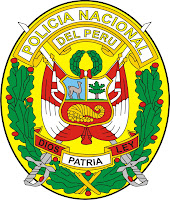 POLICIA NACIONAL
DEL PERU
DIOS
PATRIA
LEY